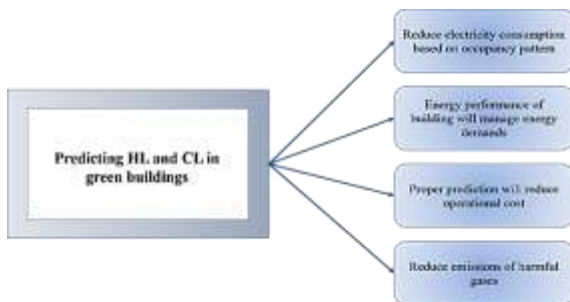 Reduce electricity consumption
based on occupancy pattern
Energy performance of
building will manage energy
demands
Predicting HL and CL in
green buildings
Proper prediction will reduce
operational cost
Reduce emissions of harmful
gases